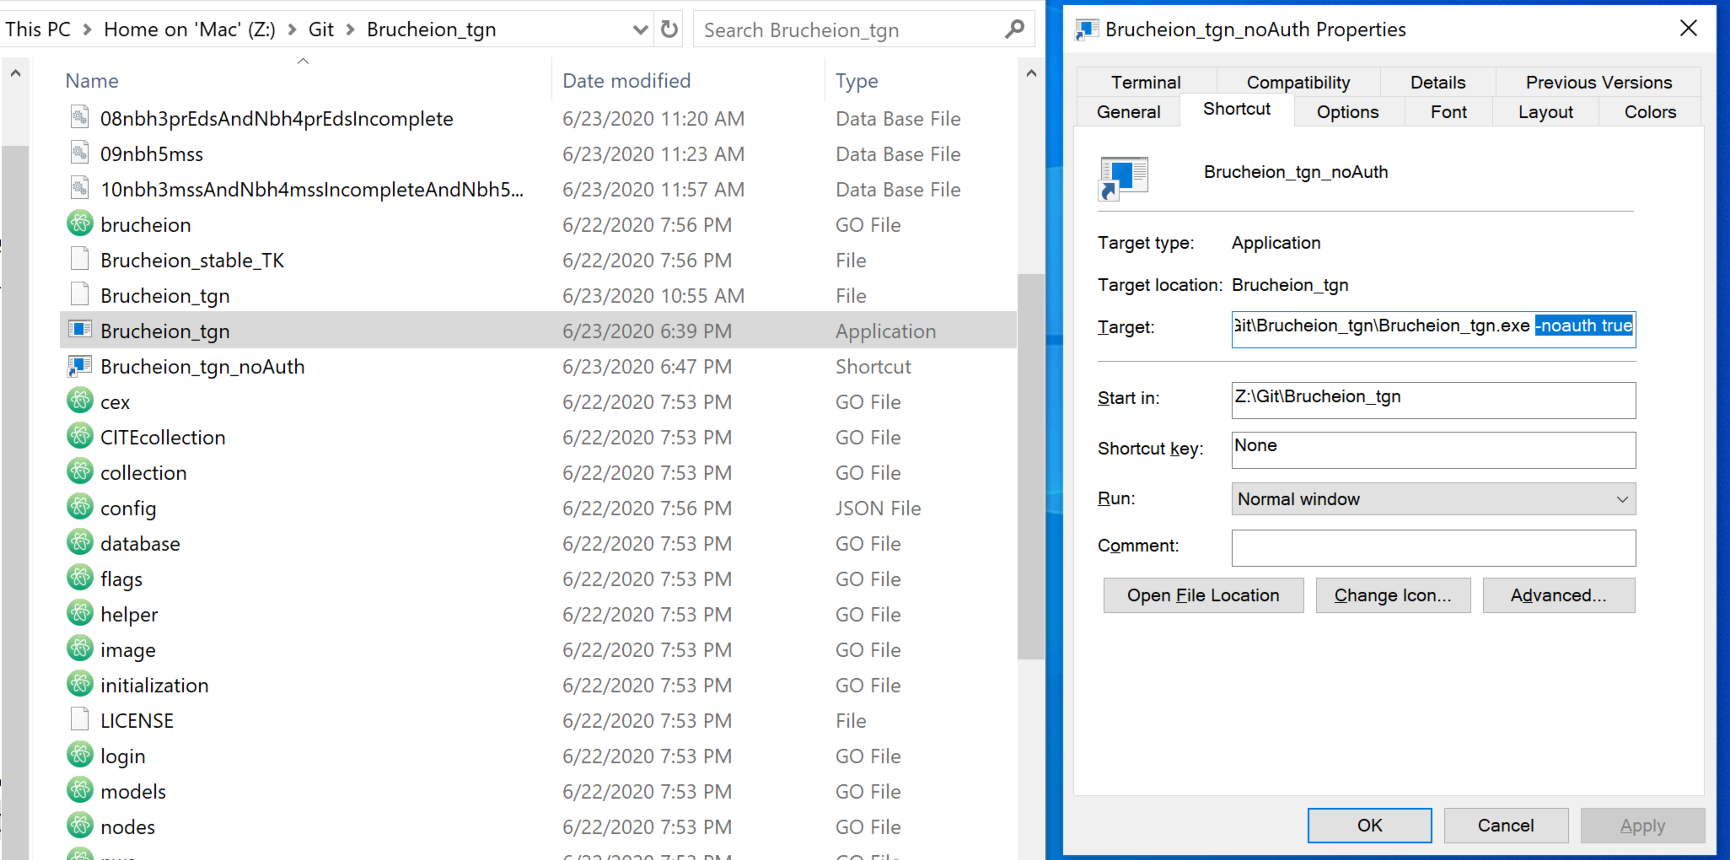 This PC > Home on 'Mac' (Z:) > Git > Brucheion_tgn
Search Brucheion_tgn
Name Date modified Type
08nbh3prEdsAndNbh4prEdsIncomplete 6/23/2020 11:20 AM Data Base File
09nbh5mss 6/23/2020 11:23 AM Data Base File
10nbh3mssAndNbh4mssIncompleteAndNbh5... 6/23/2020 11:57 AM Data Base File
brucheion 6/22/2020 7:56 PM GO File
Brucheion_stable_TK 6/22/2020 7:56 PM File
Brucheion_tgn 6/23/2020 10:55 AM File
Brucheion_tgn 6/23/2020 6:39 PM Application
Brucheion_tgn_noAuth 6/23/2020 6:47 PM Shortcut
cex 6/22/2020 7:53 PM GO File
CITEcollection 6/22/2020 7:53 PM GO File
collection 6/22/2020 7:53 PM GO File
config 6/22/2020 7:56 PM JSON File
database 6/22/2020 7:53 PM GO File
flags 6/22/2020 7:53 PM GO File
helper 6/22/2020 7:53 PM GO File
image 6/22/2020 7:53 PM GO File
initialization 6/22/2020 7:53 PM GO File
LICENSE 6/22/2020 7:53 PM File
login 6/22/2020 7:53 PM GO File
models 6/22/2020 7:53 PM GO File
nodes 6/22/2020 7:53 PM GO File
Brucheion_tgn_noAuth Properties
Terminal Compatibility Details Previous Versions
General Shortcut Options Font Layout Colors
Brucheion_tgn_noAuth
Target type: Application
Target location: Brucheion_tgn
Target: Git\Brucheion_tgn\Brucheion_tgn.exe -noauth true
Start in: Z:\Git\Brucheion_tgn
Shortcut key: None
Run: Normal window
Comment:
Open File Location Change Icon... Advanced...
OK Cancel Apply